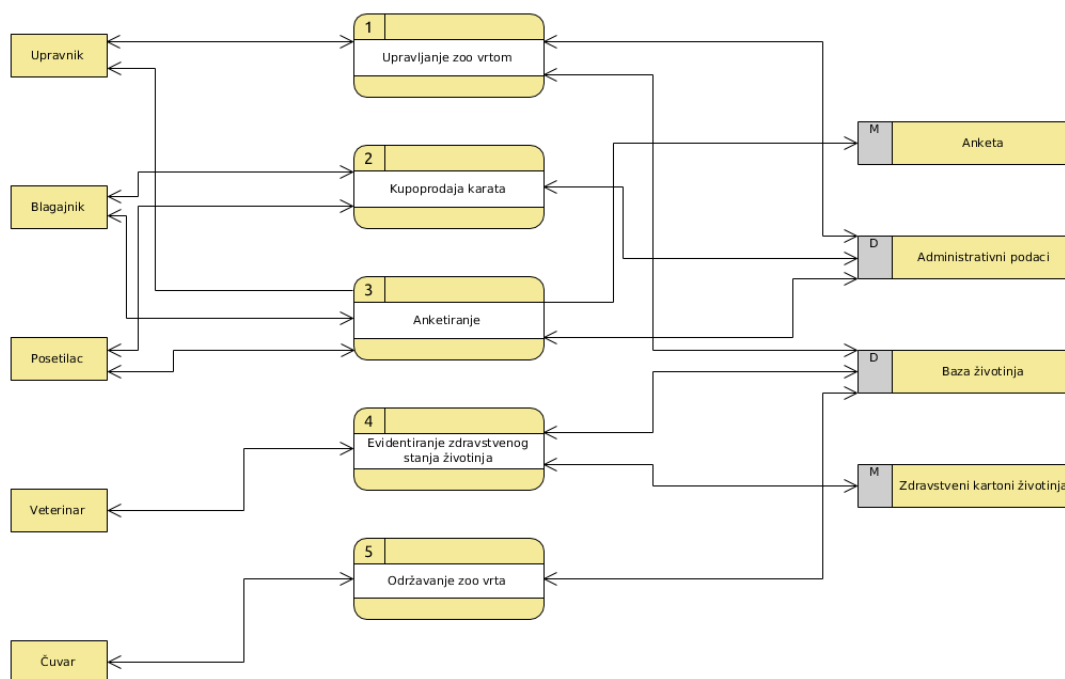 1
Upravnik
Upravljanje zoo vrtom
M
Anketa
2
Kupoprodaja karata
Blagajnik
D
Administrativni podaci
3
Anketiranje
Posetilac
D
Baza životinja
4
Evidentiranje zdravstvenog
stanja životinja
M
Zdravstveni kartoni životinja
Veterinar
5
Održavanje zoo vrta
Čuvar